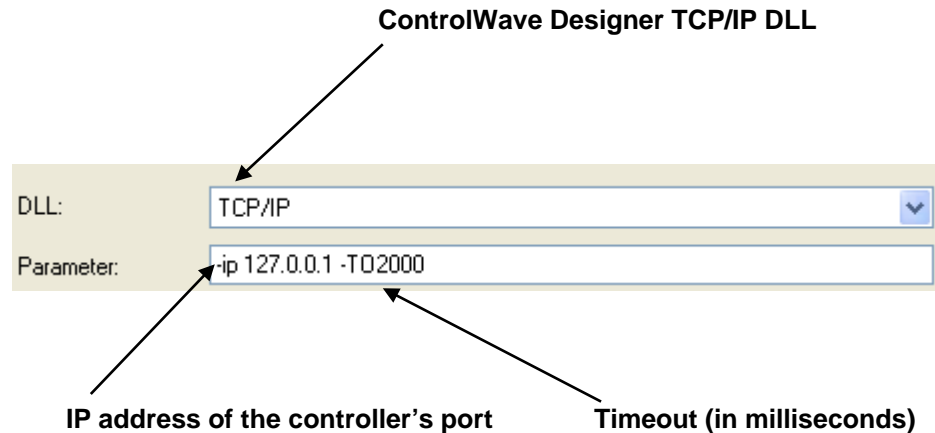 ControlWave Designer TCP/IP DLL
DLL: TCP/IP
Parameter: -ip 127.0.0.1 -TO2000
IP address of the controller's port Timeout (in milliseconds)